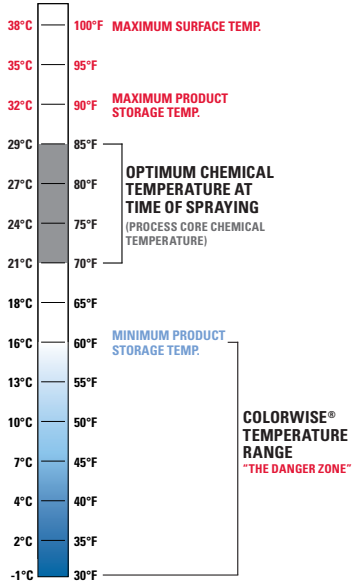 38°C 100°F MAXIMUM SURFACE TEMP.
35°C 95°F
32°C 90°F MAXIMUM PRODUCT
STORAGE TEMP.
29°C 85°F
27°C 80°F
OPTIMUM CHEMICAL
TEMPERATURE AT
TIME OF SPRAYING
(PROCESS CORE CHEMICAL
TEMPERATURE)
24°C 75°F
21°C 70°F
18°C 65°F
16°C 60°F MINIMUM PRODUCT
STORAGE TEMP.
13°C 55°F
10°C 50°F
COLORWISE®
TEMPERATURE
RANGE
"THE DANGER ZONE"
7°C 45°F
4°C 40°F
2°C 35°F
-1°C 30°F